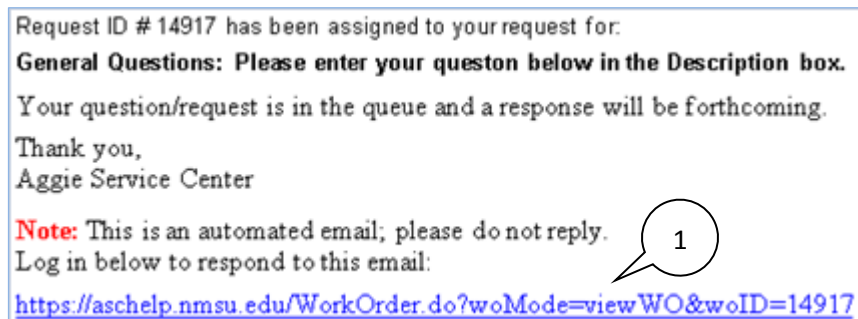 Request ID # 14917 has been assigned to your request for:
General Questions: Please enter your queston below in the Description box.
Your question/request is in the queue and a response will be forthcoming.
Thank you,
Aggie Service Center
Note: This is an automated email; please do not reply.
1
Log in below to respond to this email:
https://aschelp.nmsu.edu/WorkOrder.do?woMode=viewWO&woID=14917